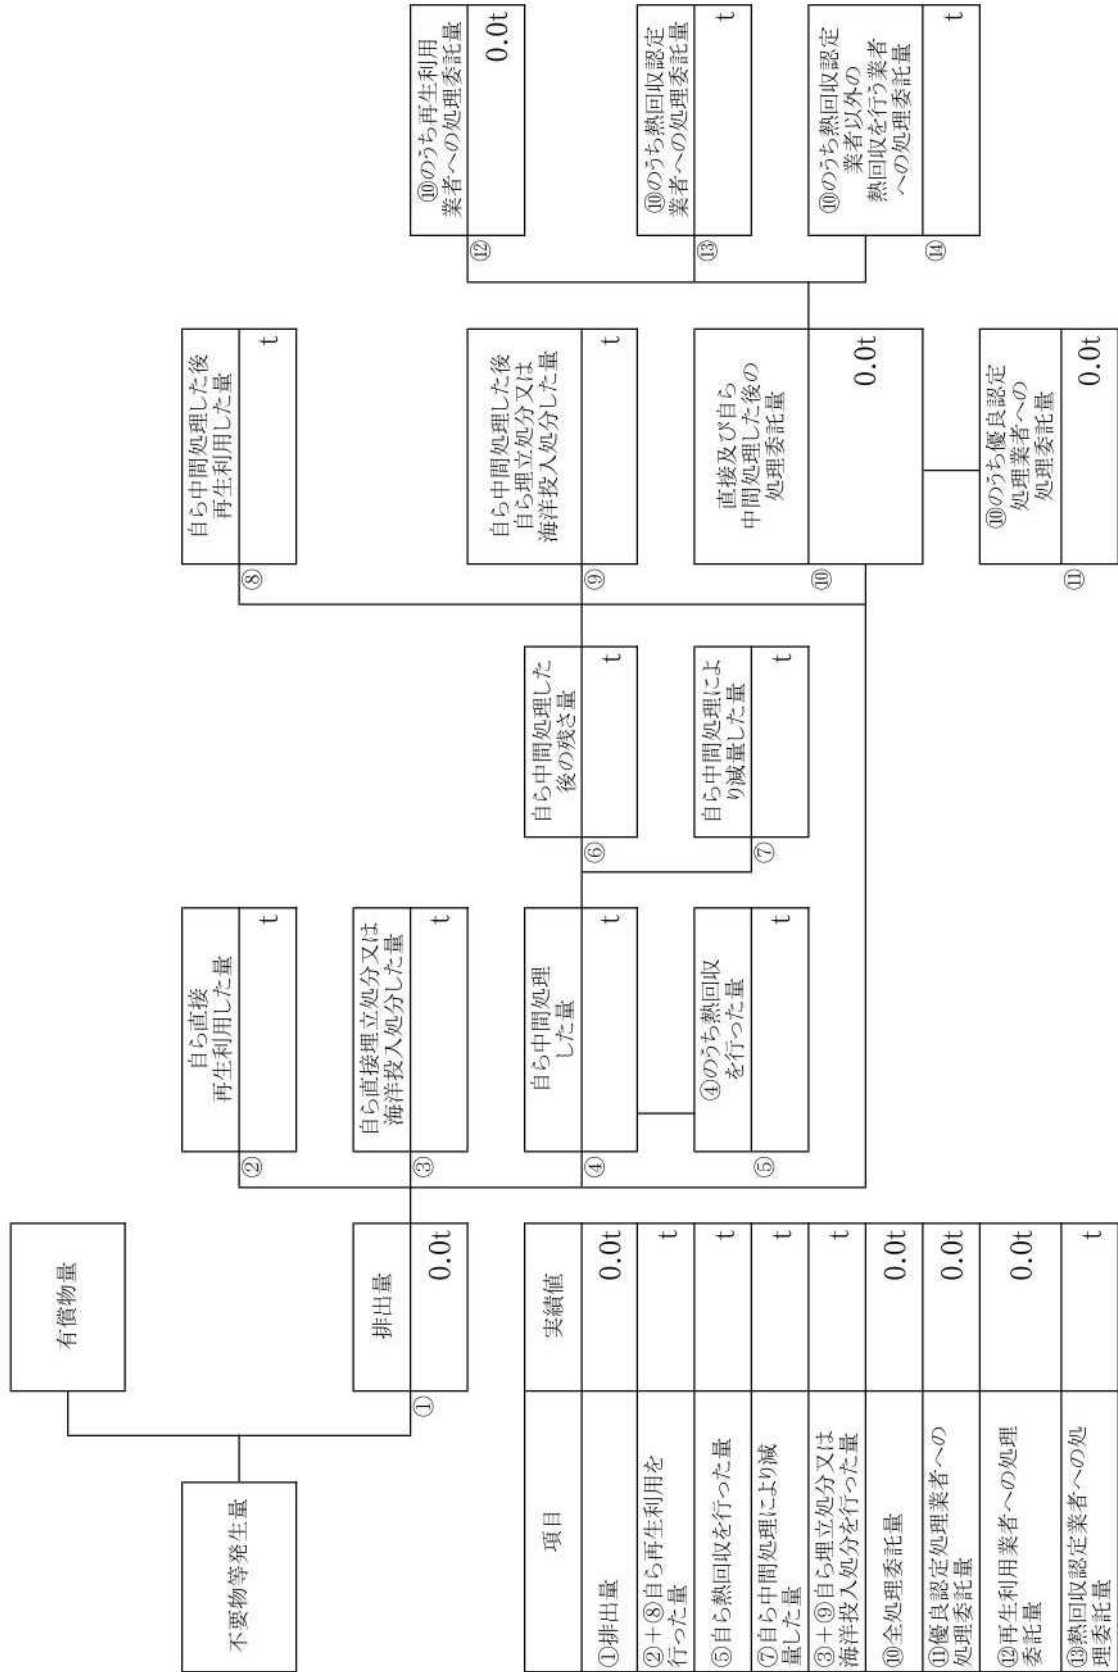 不要物等発生量
有償物量
①
排出量
0.0t
②
自ら直接
再生利用した量
t
③
自ら直接埋立処分又は
海洋投入処分した量
t
④
自ら中間処理
した量
t
⑤
④のうち熱回収
を行った量
t
⑥
自ら中間処理した
後の残さ量
t
⑦
自ら中間処理によ
り減量した量
t
⑧
自ら中間処理した後
再生利用した量
t
⑨
自ら中間処理した後
自ら埋立処分又は
海洋投入処分した量
t
⑩
直接及び自ら
中間処理した後の
処理委託量
0.0t
⑪
⑩のうち優良認定
処理業者への
処理委託量
0.0t
⑫
⑩のうち再生利用
業者への処理委託量
0.0t
⑬
⑩のうち熱回収認定
業者への処理委託量
t
⑭
⑩のうち熱回収認定
業者以外の
熱回収を行う業者
への処理委託量
t
項目 実績値
①排出量 0.0t
②+⑧自ら再生利用を
行った量 t
⑤自ら熱回収を行った量 t
⑦自ら中間処理により減
量した量 t
③+⑨自ら埋立処分又は
海洋投入処分を行った量 t
⑩全処理委託量 0.0t
⑪優良認定処理業者への
処理委託量 0.0t
⑫再生利用業者への処理
委託量 0.0t
⑬熱回収認定業者への処
理委託量 t